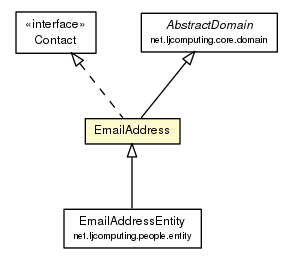 «interface»
Contact
AbstractDomain
net.ljcomputing.core.domain
EmailAddress
EmailAddressEntity
net.ljcomputing.people.entity